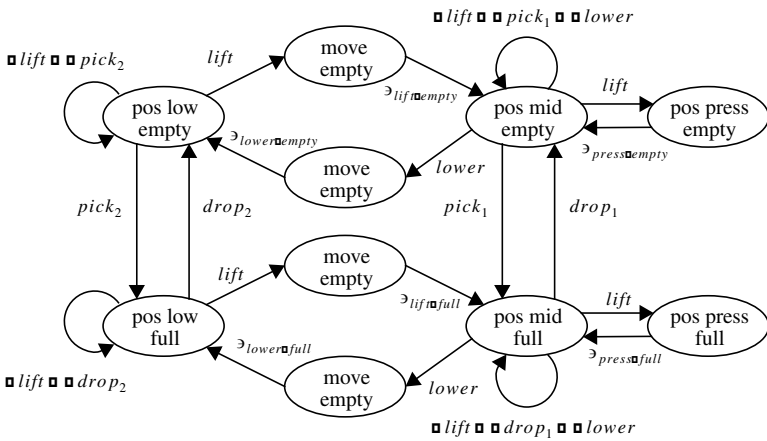 ▯ lift ▯ ▯ pick₁ ▯ ▯ lower
▯ lift ▯ ▯ pick₂
lift
move
empty
϶lift▯empty
lift
pos low
empty
pos mid
empty
pos press
empty
϶lower▯empty
϶press▯empty
move
empty
lower
pick₂
drop₂
pick₁
drop₁
lift
move
empty
϶lift▯full
lift
pos low
full
pos mid
full
pos press
full
϶lower▯full
϶press▯full
▯ lift ▯ ▯ drop₂
move
empty
lower
▯ lift ▯ ▯ drop₁ ▯ ▯ lower